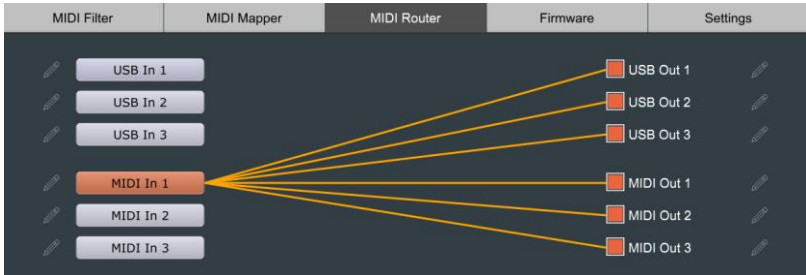 MIDI Filter MIDI Mapper MIDI Router Firmware Settings
USB In 1 USB Out 1
USB In 2 USB Out 2
USB In 3 USB Out 3
MIDI In 1 MIDI Out 1
MIDI In 2 MIDI Out 2
MIDI In 3 MIDI Out 3